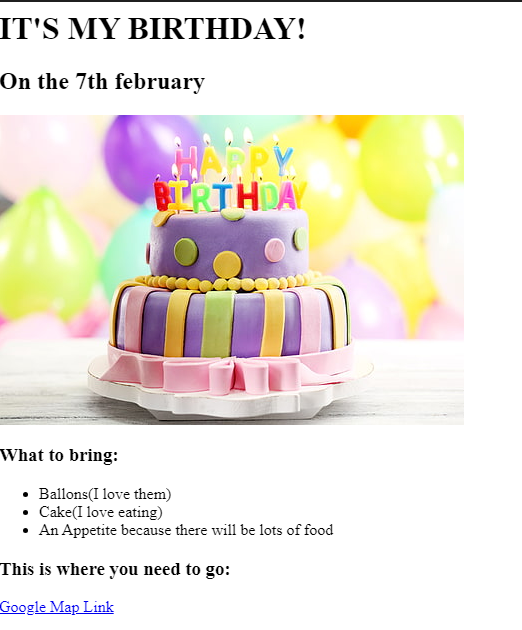 IT'S MY BIRTHDAY!
On the 7th february
HAPPY
BIRTHDAY
What to bring:
Ballons(I love them)
Cake(I love eating)
An Appetite because there will be lots of food
This is where you need to go:
Google Map Link